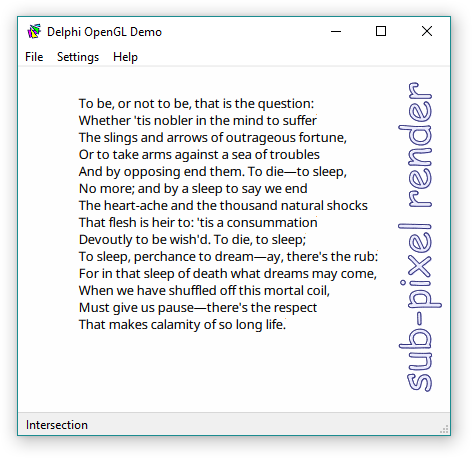 Delphi OpenGL Demo
File Settings Help
To be, or not to be, that is the question:
Whether 'tis nobler in the mind to suffer
The slings and arrows of outrageous fortune,
Or to take arms against a sea of troubles
And by opposing end them. To die—to sleep,
No more; and by a sleep to say we end
The heart-ache and the thousand natural shocks
That flesh is heir to: 'tis a consummation
Devoutly to be wish'd. To die, to sleep;
To sleep, perchance to dream—ay, there's the rub:
For in that sleep of death what dreams may come,
When we have shuffled off this mortal coil,
Must give us pause—there's the respect
That makes calamity of so long life.
sub-pixel render
Intersection